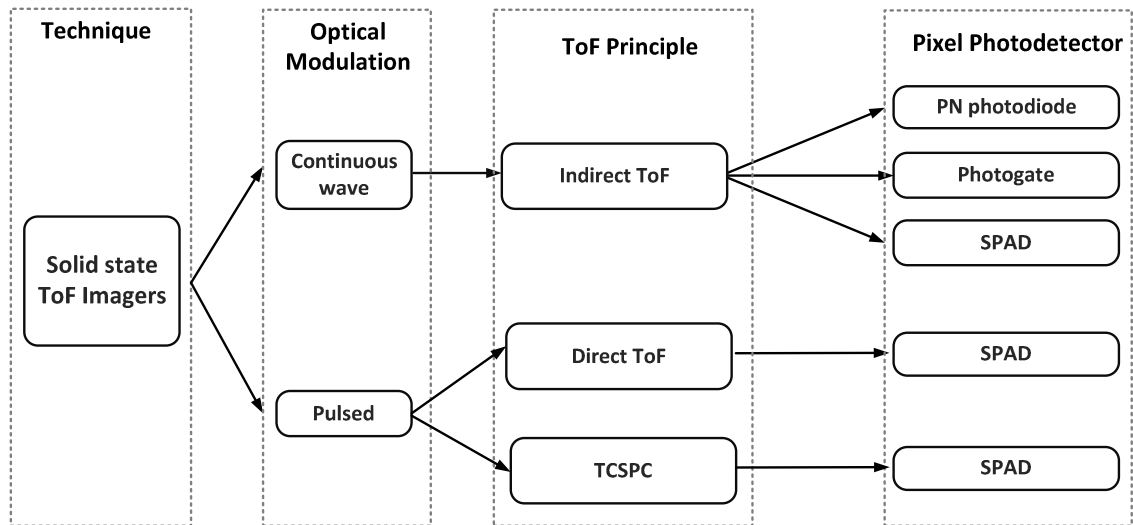 Technique
Optical
Modulation
ToF Principle
Pixel Photodetector
Solid state
ToF Imagers
Continuous
wave
Pulsed
Indirect ToF
Direct ToF
TCSPC
PN photodiode
Photogate
SPAD
SPAD
SPAD